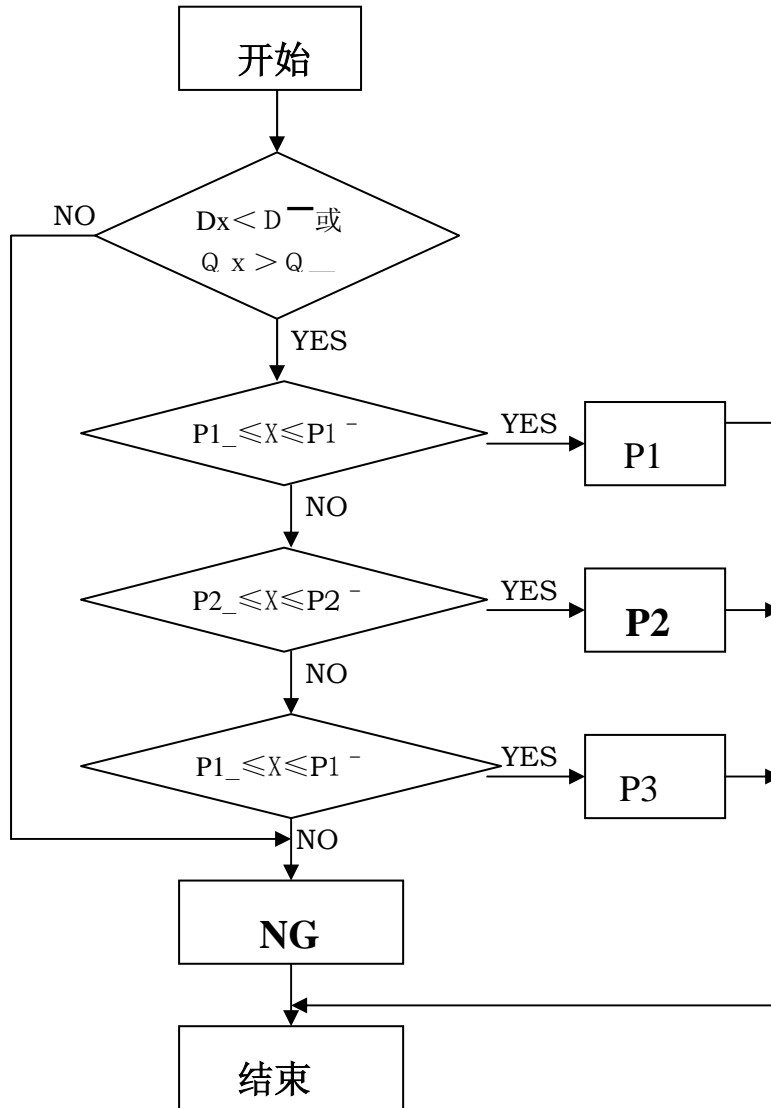 开始
NO
Dx＜D￣或
Qx＞Q＿
YES
P1_≤X≤P1￣
YES
P1
NO
P2_≤X≤P2￣
YES
P2
NO
P1_≤X≤P1￣
YES
P3
NO
NG
结束